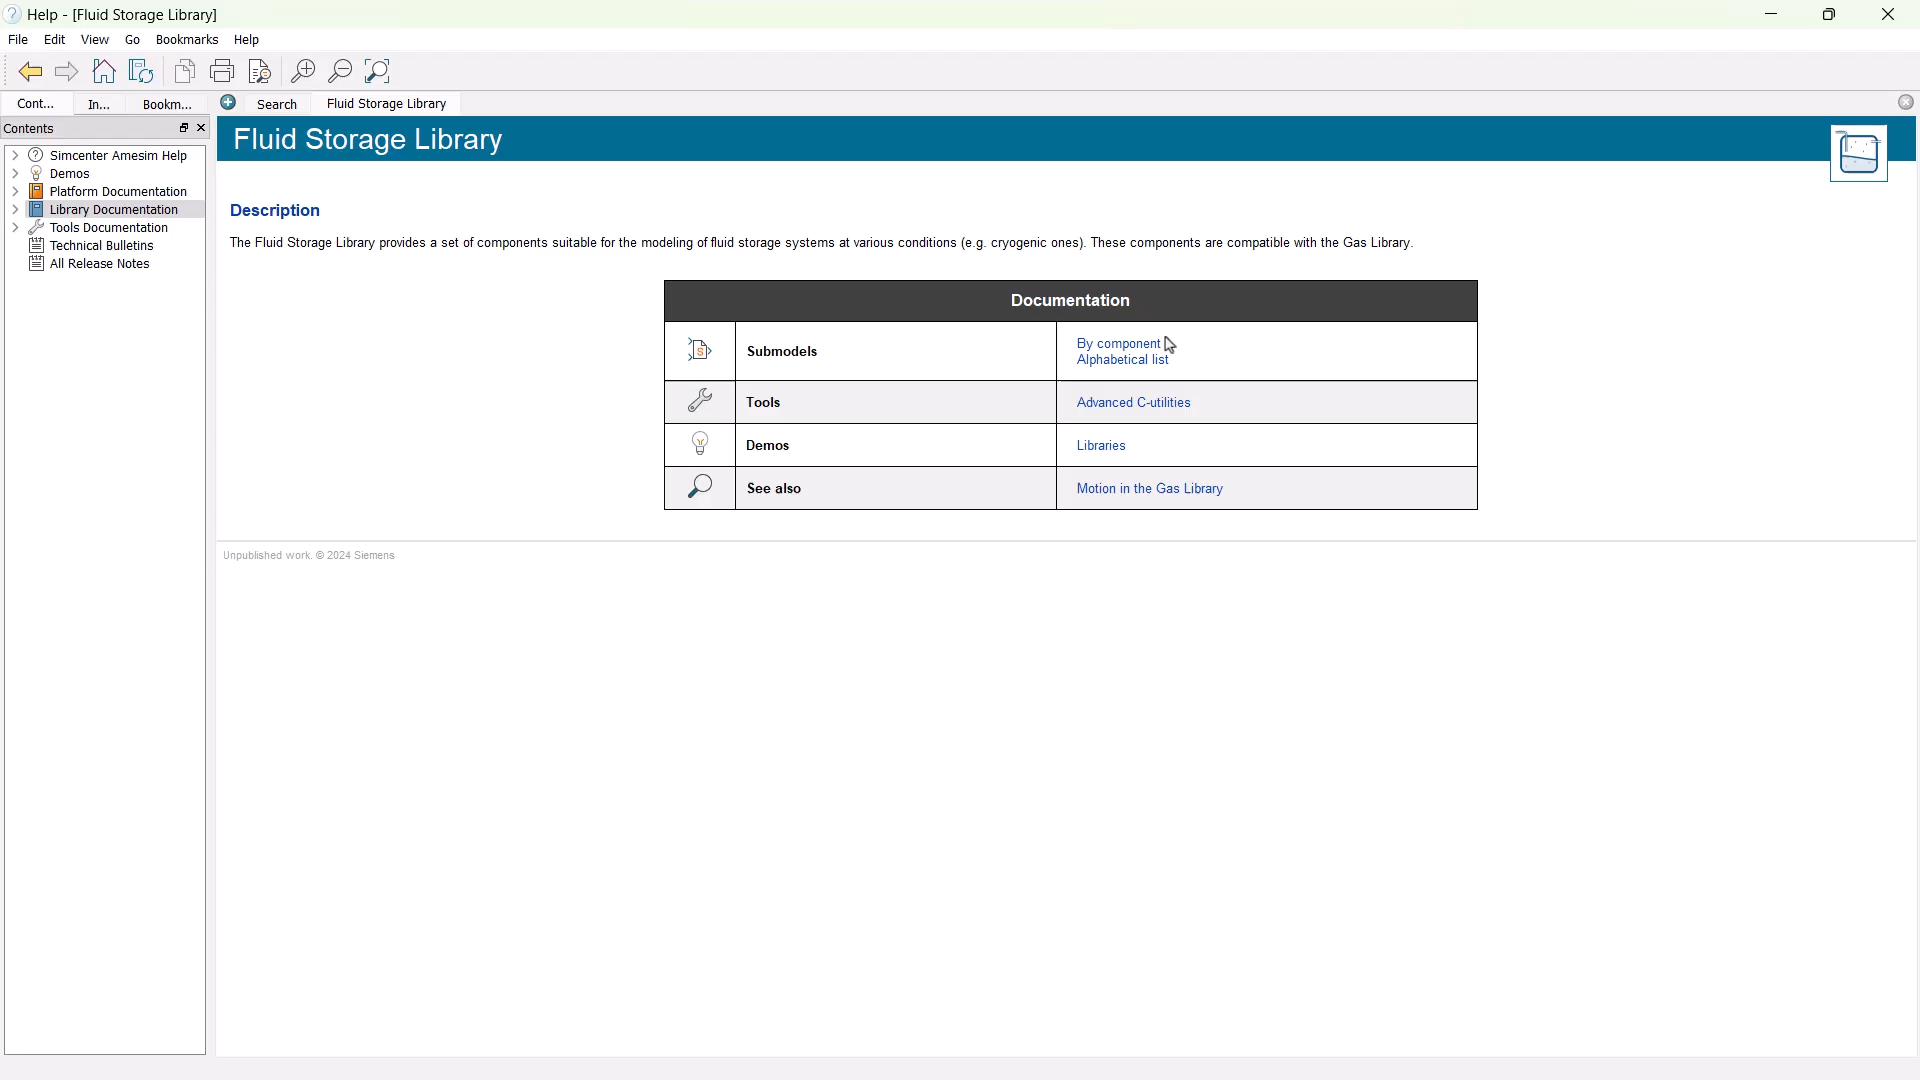 Help - [Fluid Storage Library]
File Edit View Go Bookmarks Help
Cont... In... Bookm... Search Fluid Storage Library
Contents
Simcenter Amesim Help
Demos
Platform Documentation
Library Documentation
Tools Documentation
Technical Bulletins
All Release Notes
Fluid Storage Library
Description
The Fluid Storage Library provides a set of components suitable for the modeling of fluid storage systems at various conditions (e.g. cryogenic ones). These components are compatible with the Gas Library.
Documentation
Submodels
By component
Alphabetical list
Tools Advanced C-utilities
Demos Libraries
See also Motion in the Gas Library
Unpublished work. © 2024 Siemens